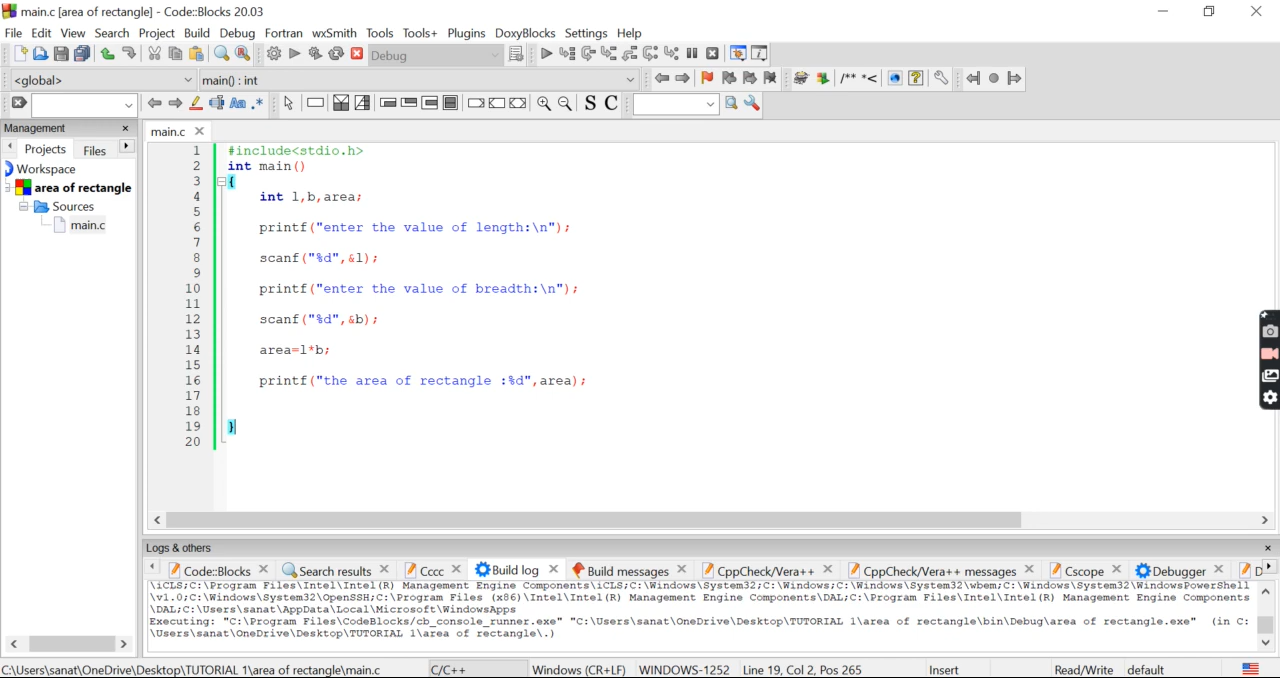 main.c [area of rectangle] - Code::Blocks 20.03
File Edit View Search Project Build Debug Fortran wxSmith Tools Tools+ Plugins DoxyBlocks Settings Help
Debug
<global> main() : int /** *<
Aa .* S C
Management
Projects Files
Workspace
area of rectangle
Sources
main.c
main.c
1 #include<stdio.h>
2 int main()
3 {
4 int l,b,area;
5
6 printf("enter the value of length:\n");
7
8 scanf("%d",&l);
9
10 printf("enter the value of breadth:\n");
11
12 scanf("%d",&b);
13
14 area=l*b;
15
16 printf("the area of rectangle :%d",area);
17
18
19 }
20
Logs & others
Code::Blocks Search results Cccc Build log Build messages CppCheck/Vera++ CppCheck/Vera++ messages Cscope Debugger D
\iCLS;C:\Program Files\Intel\Intel(R) Management Engine Components\iCLS;C:\Windows\System32;C:\Windows;C:\Windows\System32\wbem;C:\Windows\System32\WindowsPowerShell
\v1.0;C:\Windows\System32\OpenSSH;C:\Program Files (x86)\Intel\Intel(R) Management Engine Components\DAL;C:\Program Files\Intel\Intel(R) Management Engine Components
\DAL;C:\Users\sanat\AppData\Local\Microsoft\WindowsApps
Executing: "C:\Program Files\CodeBlocks/cb_console_runner.exe" "C:\Users\sanat\OneDrive\Desktop\TUTORIAL 1\area of rectangle\bin\Debug\area of rectangle.exe" (in C:
\Users\sanat\OneDrive\Desktop\TUTORIAL 1\area of rectangle\.)
C:\Users\sanat\OneDrive\Desktop\TUTORIAL 1\area of rectangle\main.c C/C++ Windows (CR+LF) WINDOWS-1252 Line 19, Col 2, Pos 265 Insert Read/Write default